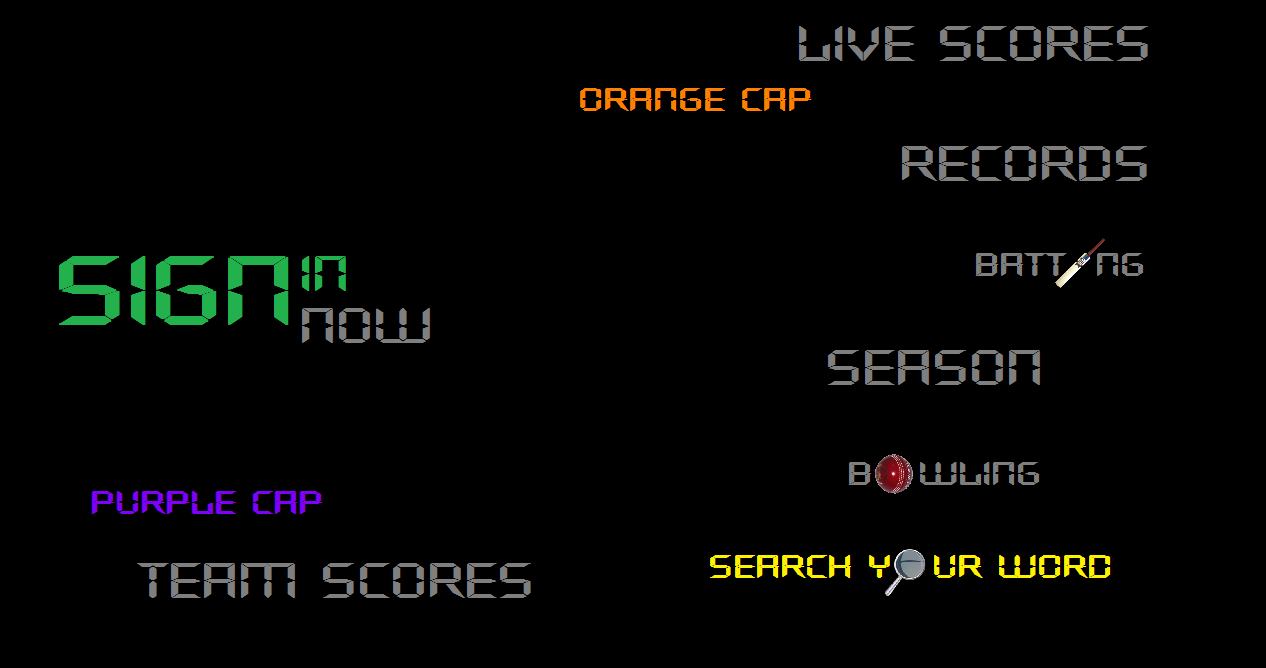 LIVE SCORES
ORANGE CAP
RECORDS
BATTING
SIGN IN
NOW
SEASON
BOWLING
PURPLE CAP
SEARCH YOUR WORD
TEAM SCORES